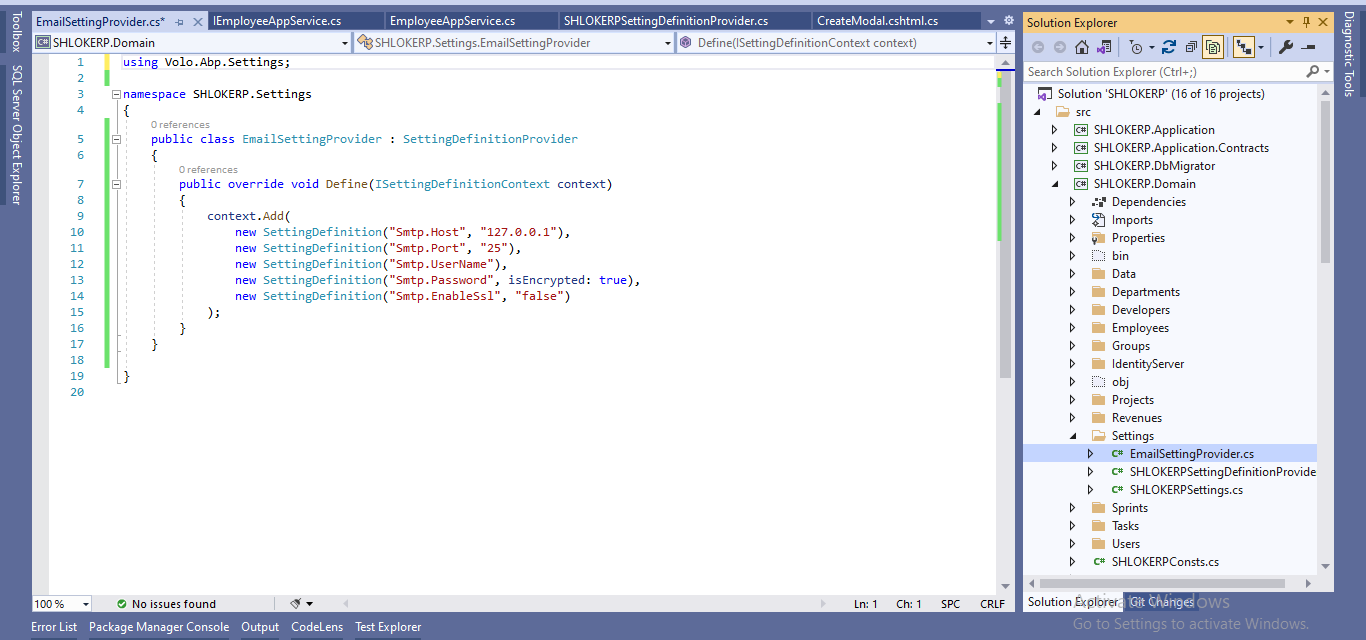 EmailSettingProvider.cs*
IEmployeeAppService.cs
EmployeeAppService.cs
SHLOKERPSettingDefinitionProvider.cs
CreateModal.cshtml.cs
SHLOKERP.Domain
SHLOKERP.Settings.EmailSettingProvider
Define(ISettingDefinitionContext context)
Toolbox
SQL Server Object Explorer
1 using Volo.Abp.Settings;
2
3 namespace SHLOKERP.Settings
4 {
0 references
5 public class EmailSettingProvider : SettingDefinitionProvider
6 {
0 references
7 public override void Define(ISettingDefinitionContext context)
8 {
9 context.Add(
10 new SettingDefinition("Smtp.Host", "127.0.0.1"),
11 new SettingDefinition("Smtp.Port", "25"),
12 new SettingDefinition("Smtp.UserName"),
13 new SettingDefinition("Smtp.Password", isEncrypted: true),
14 new SettingDefinition("Smtp.EnableSsl", "false")
15 );
16 }
17 }
18
19 }
20
100 %
No issues found
Ln: 1
Ch: 1
SPC
CRLF
Error List
Package Manager Console
Output
CodeLens
Test Explorer
Solution Explorer
Search Solution Explorer (Ctrl+;)
Solution 'SHLOKERP' (16 of 16 projects)
src
C# SHLOKERP.Application
C# SHLOKERP.Application.Contracts
C# SHLOKERP.DbMigrator
C# SHLOKERP.Domain
Dependencies
Imports
Properties
bin
Data
Departments
Developers
Employees
Groups
IdentityServer
obj
Projects
Revenues
Settings
C# EmailSettingProvider.cs
C# SHLOKERPSettingDefinitionProvide
C# SHLOKERPSettings.cs
Sprints
Tasks
Users
C# SHLOKERPConsts.cs
Solution Explorer
Git Changes
Activate Windows
Go to Settings to activate Windows.
Diagnostic Tools